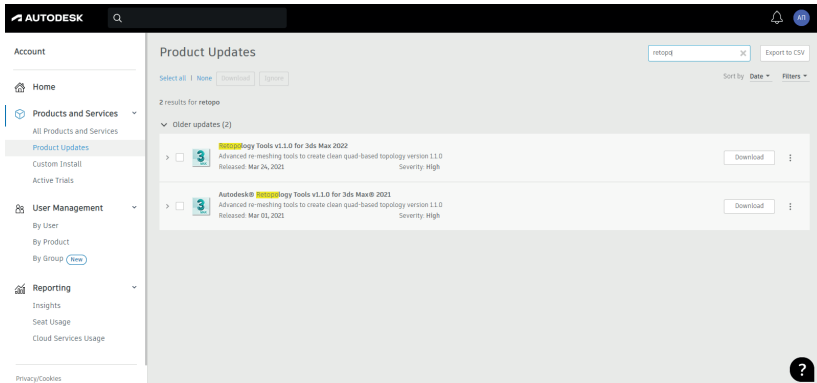 AUTODESK
АП
Account
Home
Products and Services
All Products and Services
Product Updates
Custom Install
Active Trials
User Management
By User
By Product
By Group New
Reporting
Insights
Seat Usage
Cloud Services Usage
Privacy/Cookies
Product Updates
retopo
Export to CSV
Select all | None Download Ignore
Sort by Date Filters
2 results for retopo
Older updates (2)
Retopology Tools v1.1.0 for 3ds Max 2022
Advanced re-meshing tools to create clean quad-based topology version 1.1.0
Released: Mar 24, 2021 Severity: High
Download
Autodesk® Retopology Tools v1.1.0 for 3ds Max® 2021
Advanced re-meshing tools to create clean quad-based topology version 1.1.0
Released: Mar 01, 2021 Severity: High
Download
?